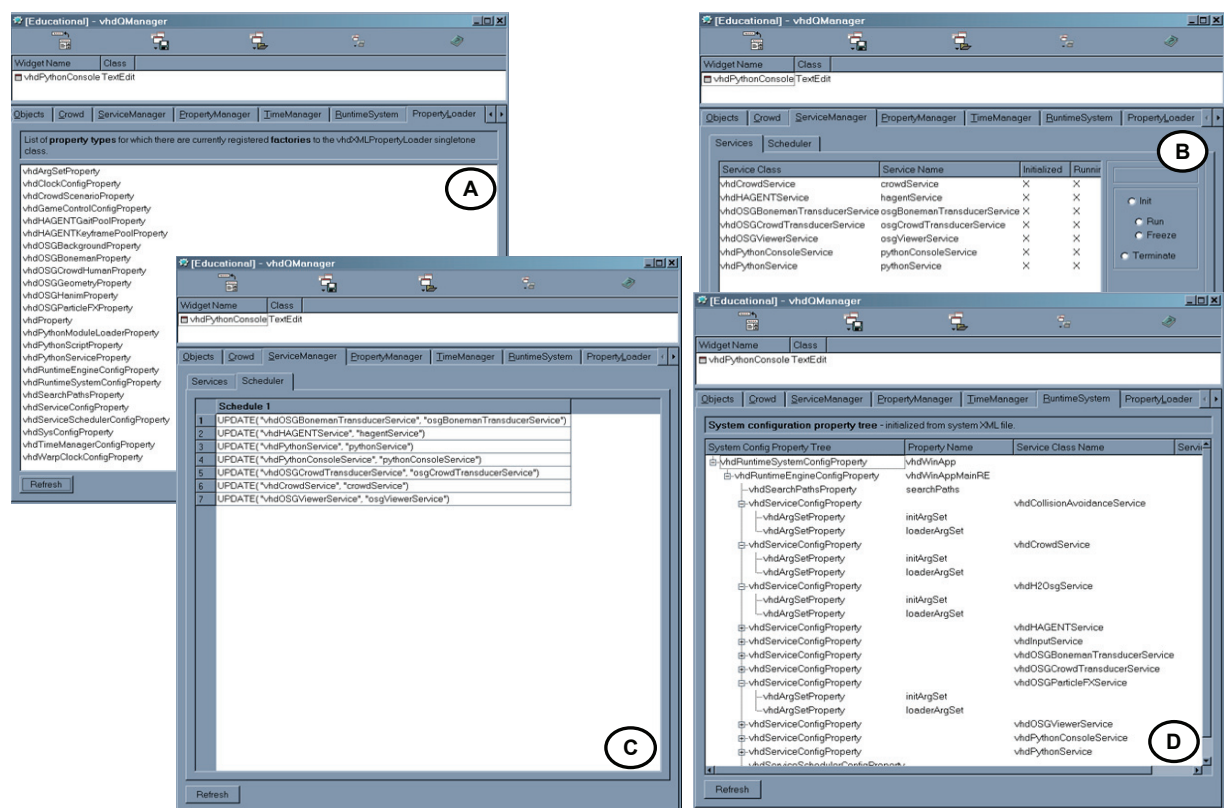 [Educational] - vhdQManager
Widget Name Class
vhdPythonConsole TextEdit
Objects Crowd ServiceManager PropertyManager TimeManager RuntimeSystem PropertyLoader
List of property types for which there are currently registered factories to the vhdXMLPropertyLoader singletone
class.
vhdArgSetProperty
vhdClockConfigProperty
vhdCrowdScenarioProperty
vhdGameControlConfigProperty
vhdHAGENTGaitPoolProperty
vhdHAGENTKeyframePoolProperty
vhdOSGBackgroundProperty
vhdOSGBonemanProperty
vhdOSGCrowdHumanProperty
vhdOSGGeometryProperty
vhdOSGHanimProperty
vhdOSGParticleFXProperty
vhdProperty
vhdPythonModuleLoaderProperty
vhdPythonScriptProperty
vhdPythonServiceProperty
vhdRuntimeEngineConfigProperty
vhdRuntimeSystemConfigProperty
vhdSearchPathsProperty
vhdServiceConfigProperty
vhdServiceSchedulerConfigProperty
vhdSysConfigProperty
vhdTimeManagerConfigProperty
vhdWarpClockConfigProperty
Refresh
A
[Educational] - vhdQManager
Widget Name Class
vhdPythonConsole TextEdit
Objects Crowd ServiceManager PropertyManager TimeManager RuntimeSystem PropertyLoader
Services Scheduler
B
Service Class Service Name Initialized Runnir
vhdCrowdService crowdService X X
vhdHAGENTService hagentService X X
vhdOSGBonemanTransducerService osgBonemanTransducerService X X
vhdOSGCrowdTransducerService osgCrowdTransducerService X X
vhdOSGViewerService osgViewerService X X
vhdPythonConsoleService pythonConsoleService X X
vhdPythonService pythonService X X
Init
Run
Freeze
Terminate
[Educational] - vhdQManager
Widget Name Class
vhdPythonConsole TextEdit
Objects Crowd ServiceManager PropertyManager TimeManager RuntimeSystem PropertyLoader
Services Scheduler
Schedule 1
1 UPDATE( "vhdOSGBonemanTransducerService", "osgBonemanTransducerService")
2 UPDATE( "vhdHAGENTService", "hagentService")
3 UPDATE( "vhdPythonService", "pythonService")
4 UPDATE( "vhdPythonConsoleService", "pythonConsoleService")
5 UPDATE( "vhdOSGCrowdTransducerService", "osgCrowdTransducerService")
6 UPDATE( "vhdCrowdService", "crowdService")
7 UPDATE( "vhdOSGViewerService", "osgViewerService")
C
Refresh
[Educational] - vhdQManager
Widget Name Class
vhdPythonConsole TextEdit
Objects Crowd ServiceManager PropertyManager TimeManager RuntimeSystem PropertyLoader
System configuration property tree - initialized from system XML file.
System Config Property Tree Property Name Service Class Name Servic
vhdRuntimeSystemConfigProperty vhdWinApp
vhdRuntimeEngineConfigProperty vhdWinAppMainRE
vhdSearchPathsProperty searchPaths
vhdServiceConfigProperty vhdCollisionAvoidanceService
vhdArgSetProperty initArgSet
vhdArgSetProperty loaderArgSet
vhdServiceConfigProperty vhdCrowdService
vhdArgSetProperty initArgSet
vhdArgSetProperty loaderArgSet
vhdServiceConfigProperty vhdH2OsgService
vhdArgSetProperty initArgSet
vhdArgSetProperty loaderArgSet
vhdServiceConfigProperty vhdHAGENTService
vhdServiceConfigProperty vhdInputService
vhdServiceConfigProperty vhdOSGBonemanTransducerService
vhdServiceConfigProperty vhdOSGCrowdTransducerService
vhdServiceConfigProperty vhdOSGParticleFXService
vhdArgSetProperty initArgSet
vhdArgSetProperty loaderArgSet
vhdServiceConfigProperty vhdOSGViewerService
vhdServiceConfigProperty vhdPythonConsoleService
vhdServiceConfigProperty vhdPythonService
vhdServiceSchedulerConfigProperty
D
Refresh